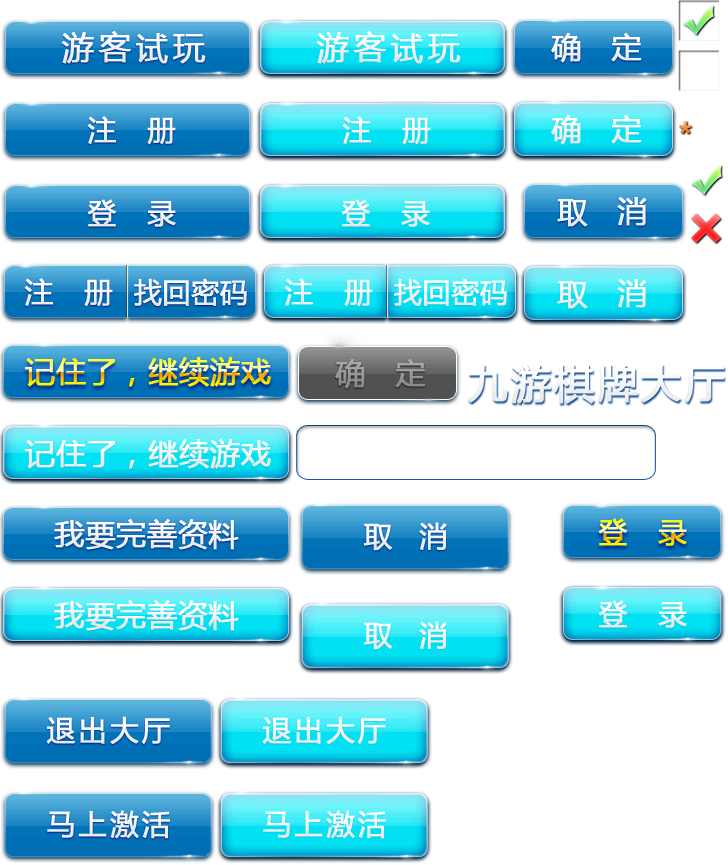 游客试玩 游客试玩 确 定
注 册 注 册 确 定 *
登 录 登 录 取 消
注 册 找回密码 注 册 找回密码 取 消
记住了，继续游戏 确 定 九游棋牌大厅
记住了，继续游戏
我要完善资料 取 消 登 录
我要完善资料 取 消 登 录
退出大厅 退出大厅
马上激活 马上激活